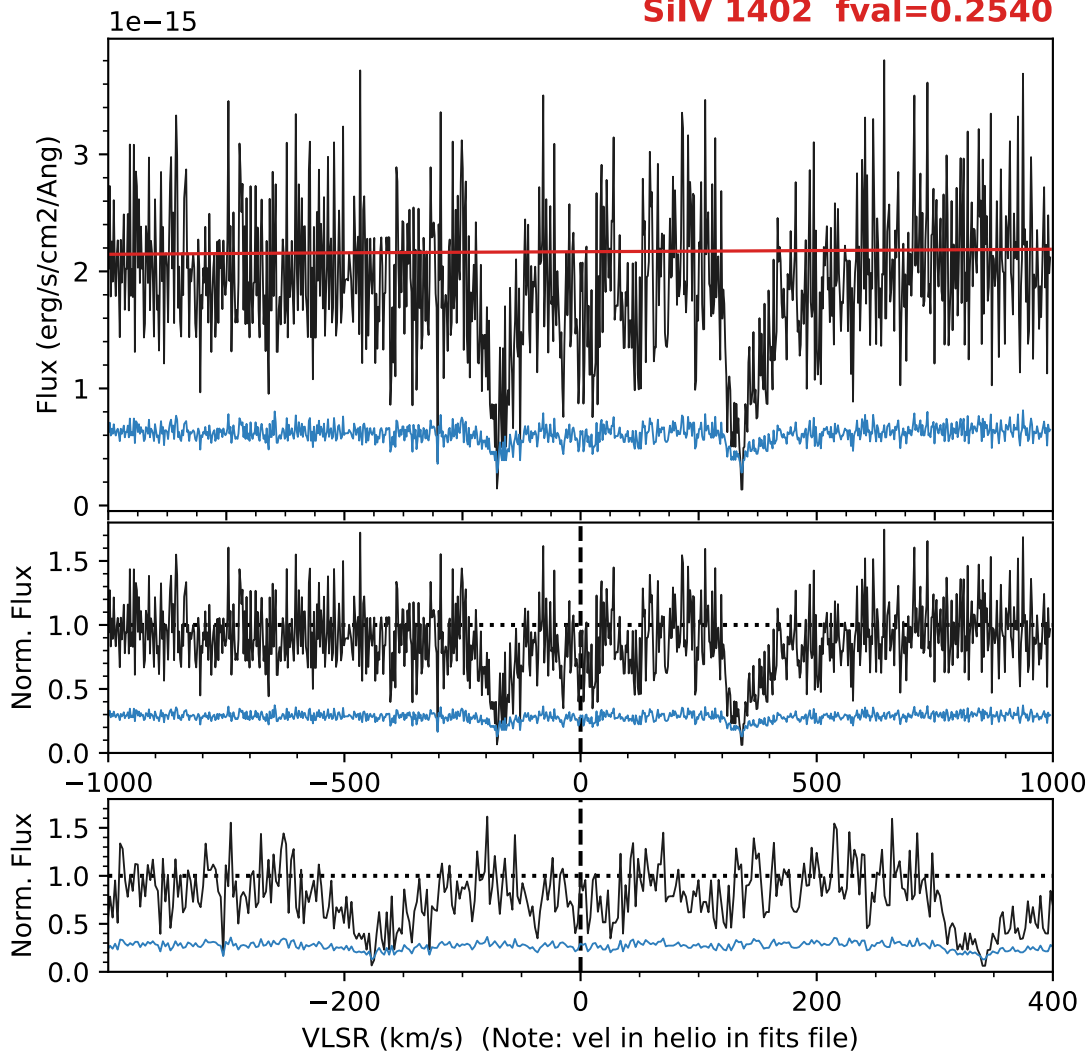 SiIV 1402 fval=0.2540
1e−15
Flux (erg/s/cm2/Ang)
3
2
1
0
Norm. Flux
1.5
1.0
0.5
0.0
−1000 −500 0 500 1000
Norm. Flux
1.5
1.0
0.5
0.0
−200 0 200 400
VLSR (km/s) (Note: vel in helio in fits file)